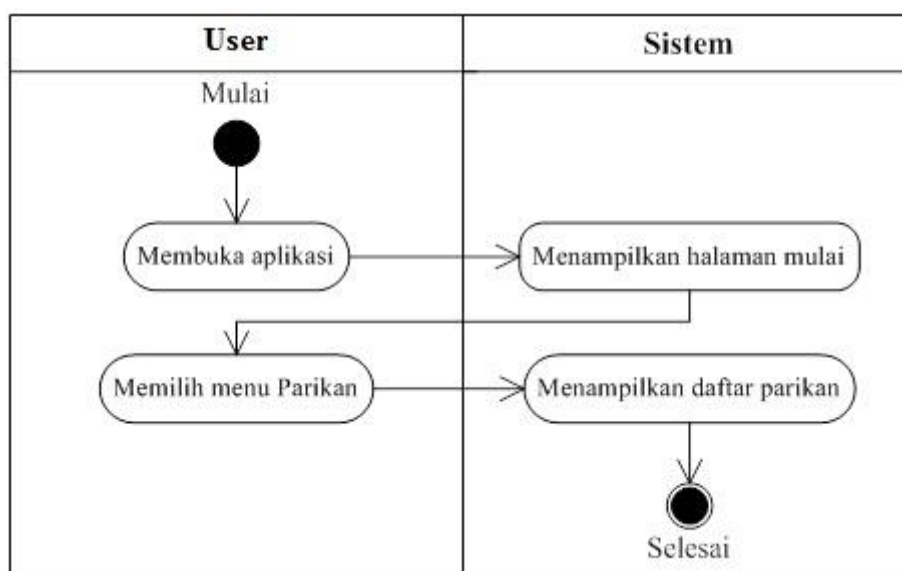 User
Sistem
Mulai
Membuka aplikasi
Menampilkan halaman mulai
Memilih menu Parikan
Menampilkan daftar parikan
Selesai